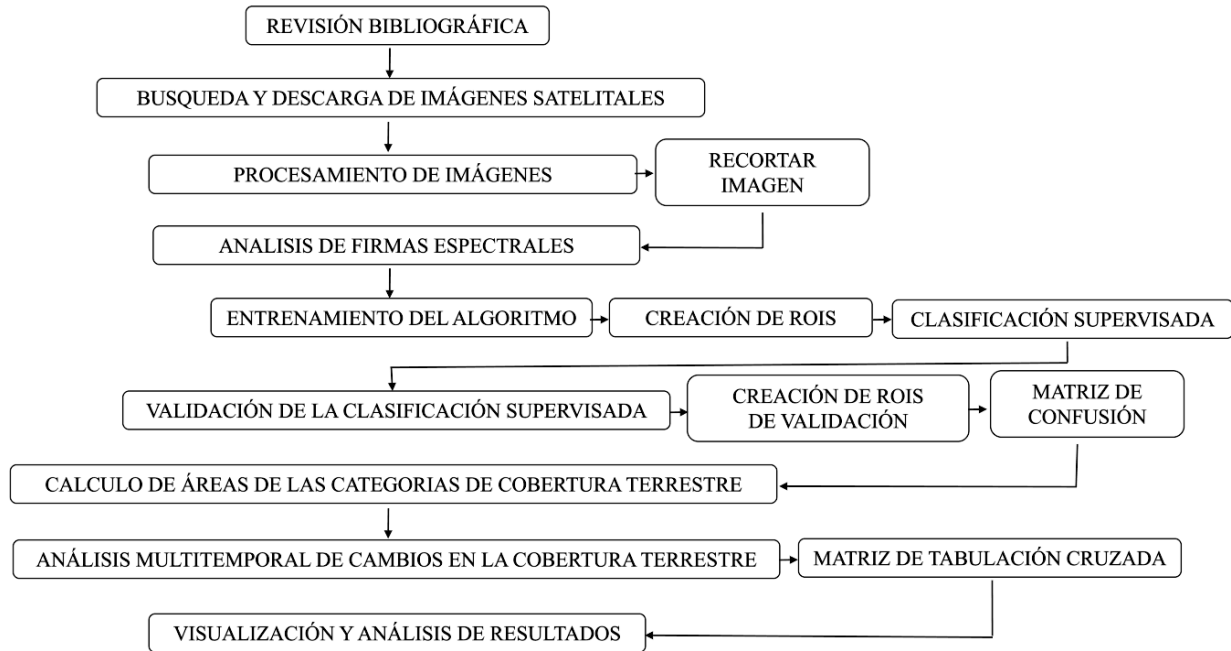 REVISIÓN BIBLIOGRÁFICA
BUSQUEDA Y DESCARGA DE IMÁGENES SATELITALES
PROCESAMIENTO DE IMÁGENES
RECORTAR
IMAGEN
ANALISIS DE FIRMAS ESPECTRALES
ENTRENAMIENTO DEL ALGORITMO
CREACIÓN DE ROIS
CLASIFICACIÓN SUPERVISADA
VALIDACIÓN DE LA CLASIFICACIÓN SUPERVISADA
CREACIÓN DE ROIS
DE VALIDACIÓN
MATRIZ DE
CONFUSIÓN
CALCULO DE ÁREAS DE LAS CATEGORIAS DE COBERTURA TERRESTRE
ANÁLISIS MULTITEMPORAL DE CAMBIOS EN LA COBERTURA TERRESTRE
MATRIZ DE TABULACIÓN CRUZADA
VISUALIZACIÓN Y ANÁLISIS DE RESULTADOS